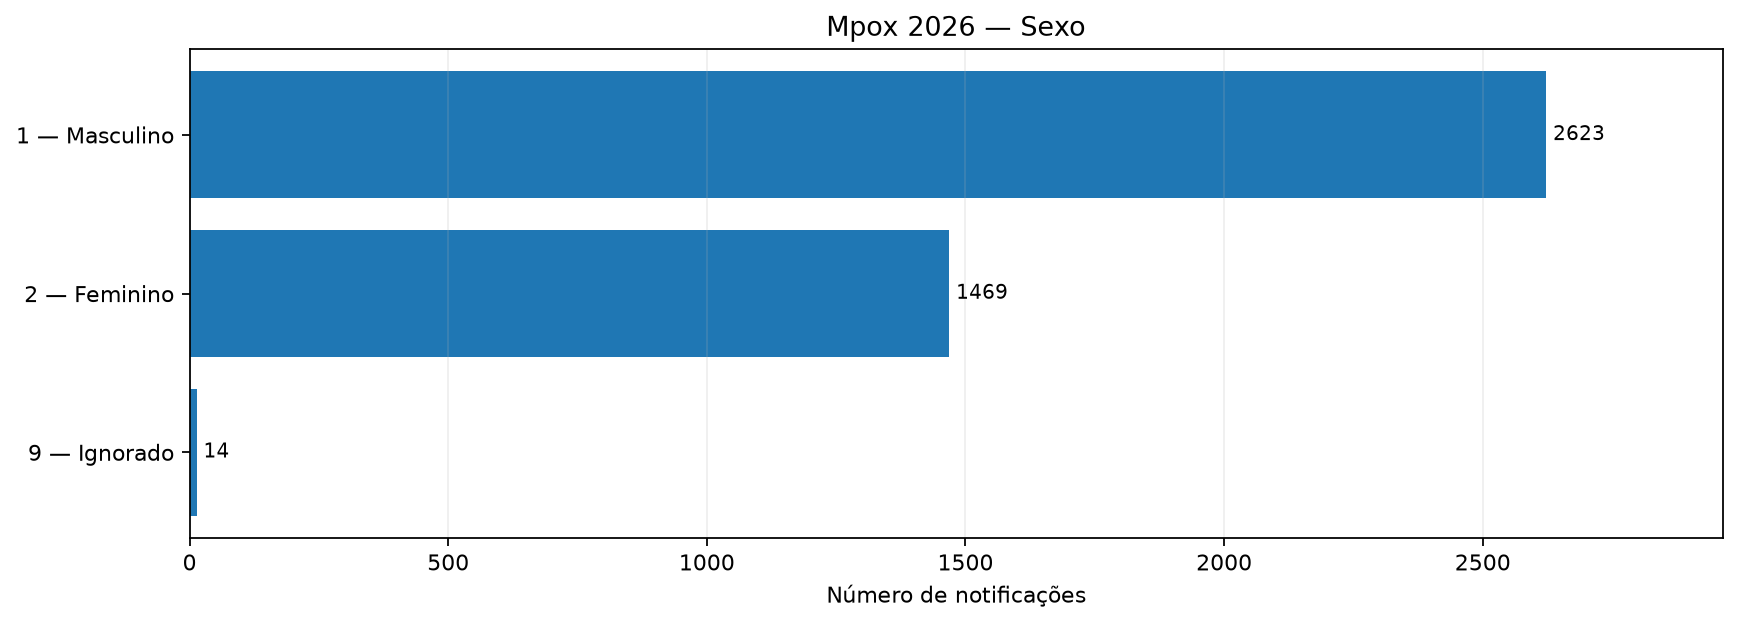 Mpox 2026 — Sexo
1 — Masculino
2623
2 — Feminino
1469
9 — Ignorado
14
0 500 1000 1500 2000 2500
Número de notificações